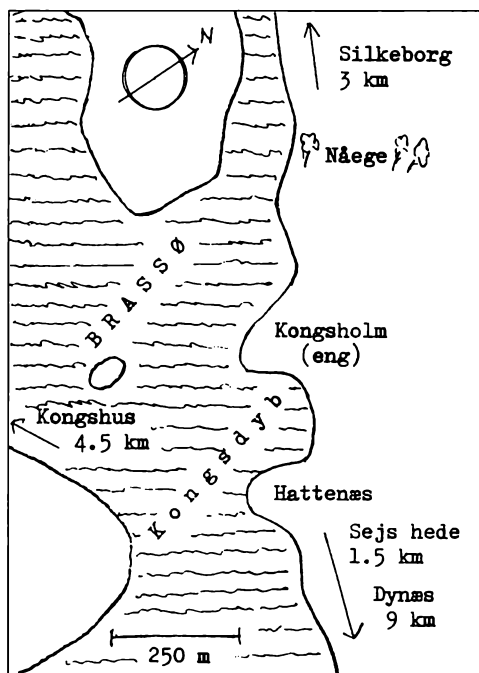 N
Silkeborg
3 km
Nåege
BRASSØ
Kongsholm
(eng)
Kongshus
4.5 km
Kongsdyb
Hattenæs
Sejs hede
1.5 km
Dynæs
9 km
250 m